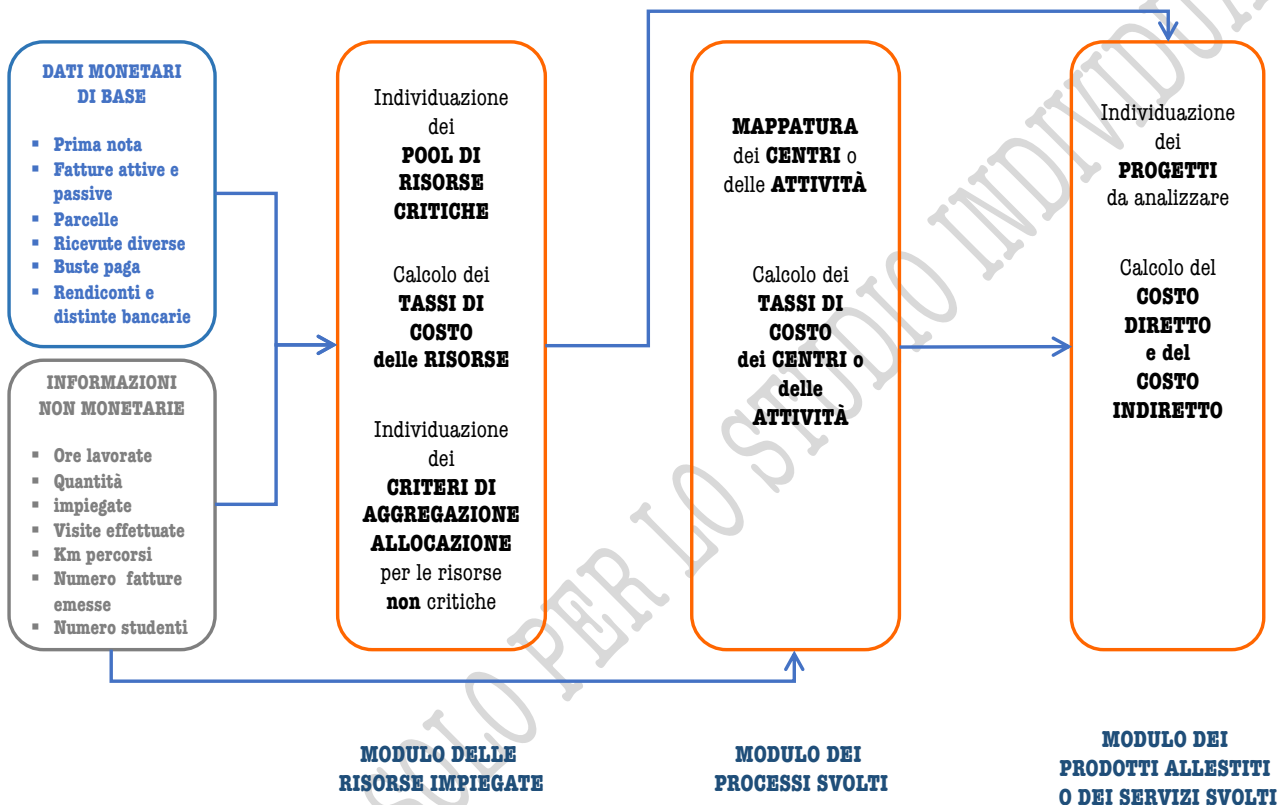 DATI MONETARI
DI BASE
▪ Prima nota
▪ Fatture attive e
passive
▪ Parcelle
▪ Ricevute diverse
▪ Buste paga
▪ Rendiconti e
distinte bancarie
INFORMAZIONI
NON MONETARIE
▪ Ore lavorate
▪ Quantità
▪ impiegate
▪ Visite effettuate
▪ Km percorsi
▪ Numero fatture
emesse
▪ Numero studenti
Individuazione
dei
POOL DI
RISORSE
CRITICHE
Calcolo dei
TASSI DI
COSTO
delle RISORSE
Individuazione
dei
CRITERI DI
AGGREGAZIONE
ALLOCAZIONE
per le risorse
non critiche
MAPPATURA
dei CENTRI o
delle ATTIVITÀ
Calcolo dei
TASSI DI
COSTO
dei CENTRI o
delle
ATTIVITÀ
Individuazione
dei
PROGETTI
da analizzare
Calcolo del
COSTO
DIRETTO
e del
COSTO
INDIRETTO
MODULO DELLE
RISORSE IMPIEGATE
MODULO DEI
PROCESSI SVOLTI
MODULO DEI
PRODOTTI ALLESTITI
O DEI SERVIZI SVOLTI
SOLO PER LO STUDIO